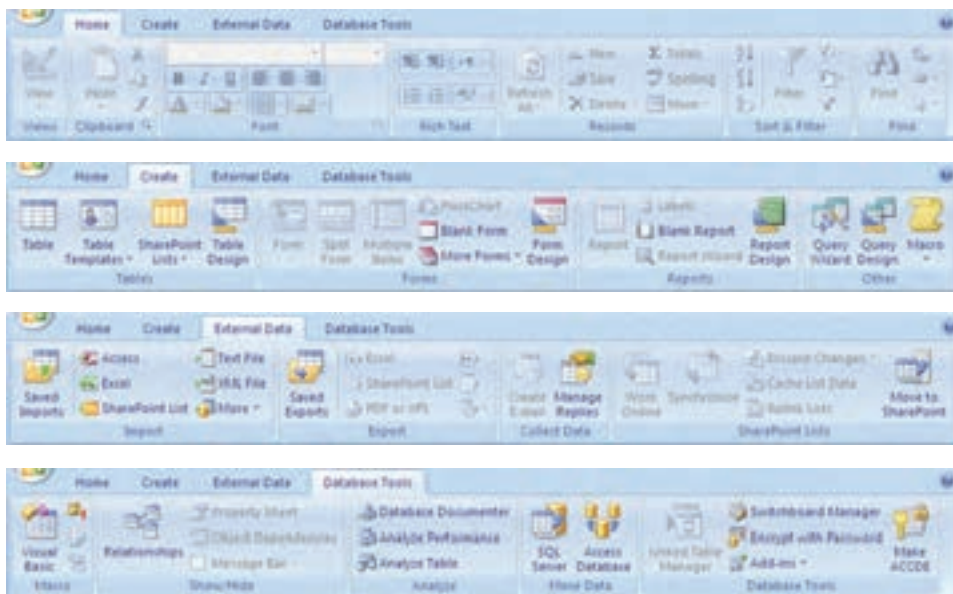 Home Create External Data Database Tools
View Paste B I U Refresh All New Save Delete Totals Spelling More Filter Find
Views Clipboard Font Rich Text Records Sort & Filter Find
Home Create External Data Database Tools
Table Table Templates SharePoint Lists Table Design Form Split Form Multiple Items PivotChart Blank Form More Forms Form Design Report Labels Blank Report Report Wizard Report Design Query Wizard Query Design Macro
Tables Forms Reports Other
Home Create External Data Database Tools
Saved Imports Access Excel SharePoint List Text File XML File More Saved Exports Excel SharePoint List PDF or XPS Create E-mail Manage Replies Work Online Synchronize Discard Changes Cache List Data Relink Lists Move to SharePoint
Import Export Collect Data SharePoint Lists
Home Create External Data Database Tools
Visual Basic Relationships Property Sheet Object Dependencies Message Bar Database Documenter Analyze Performance Analyze Table SQL Server Access Database Linked Table Manager Switchboard Manager Encrypt with Password Add-ins Make ACCDE
Macro Show/Hide Analyze Move Data Database Tools